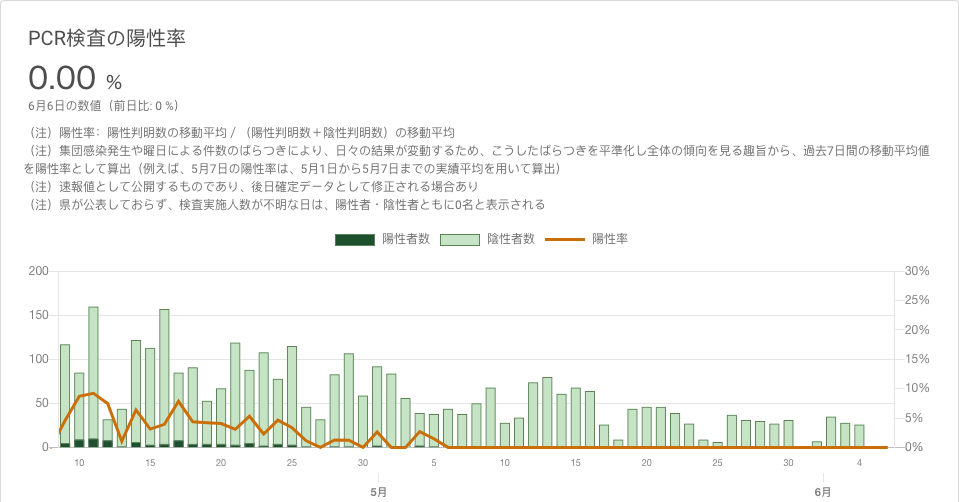 PCR検査の陽性率
0.00 %
6月6日の数値（前日比: 0 %）
（注）陽性率：陽性判明数の移動平均 / （陽性判明数＋陰性判明数）の移動平均
（注）集団感染発生や曜日による件数のばらつきにより、日々の結果が変動するため、こうしたばらつきを平準化し全体の傾向を見る趣旨から、過去7日間の移動平均値
を陽性率として算出（例えば、5月7日の陽性率は、5月1日から5月7日までの実績平均を用いて算出）
（注）速報値として公開するものであり、後日確定データとして修正される場合あり
（注）県が公表しておらず、検査実施人数が不明な日は、陽性者・陰性者ともに0名と表示される
陽性者数 陰性者数 陽性率
200 30%
25%
150
20%
100 15%
10%
50
5%
0 0%
10 15 20 25 30 5 10 15 20 25 30 4
5月 6月